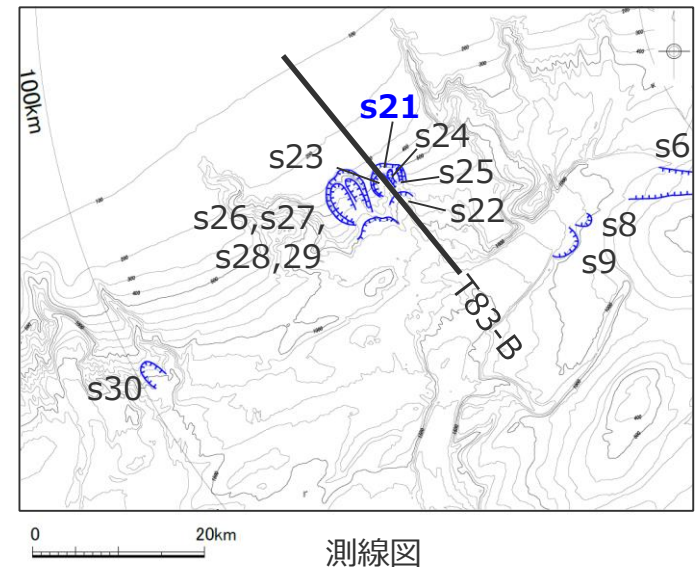 100km
s21
s24
s23
s25
s6
s22
s26,s27,
s28,29
s8
s9
T83-B
s30
0
20km
測線図